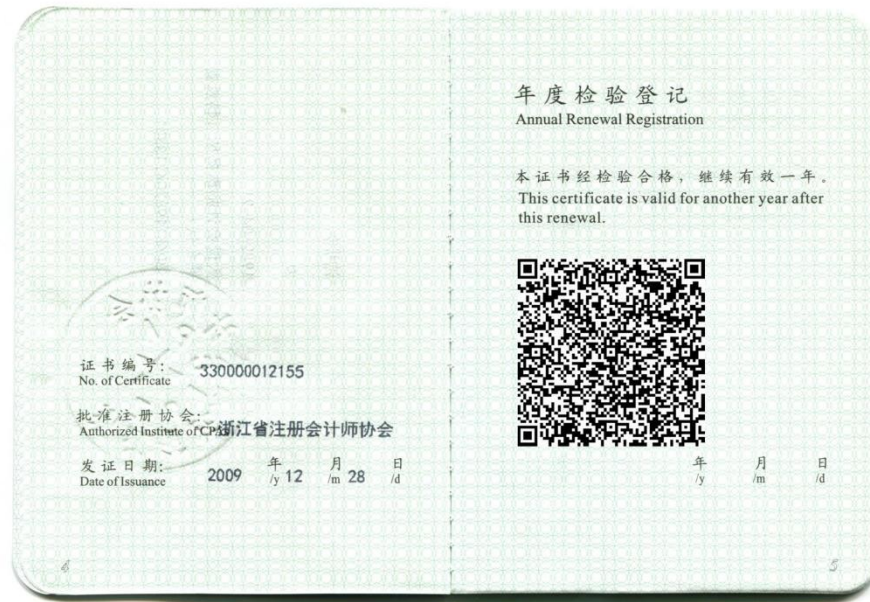 证书编号: 330000012155
No. of Certificate
批准注册协会: 浙江省注册会计师协会
Authorized Institute of CPAs
发证日期: 2009 年 12 月 28 日
Date of Issuance /y /m /d
4
年度检验登记
Annual Renewal Registration
本证书经检验合格，继续有效一年。
This certificate is valid for another year after
this renewal.
年 月 日
/y /m /d
5